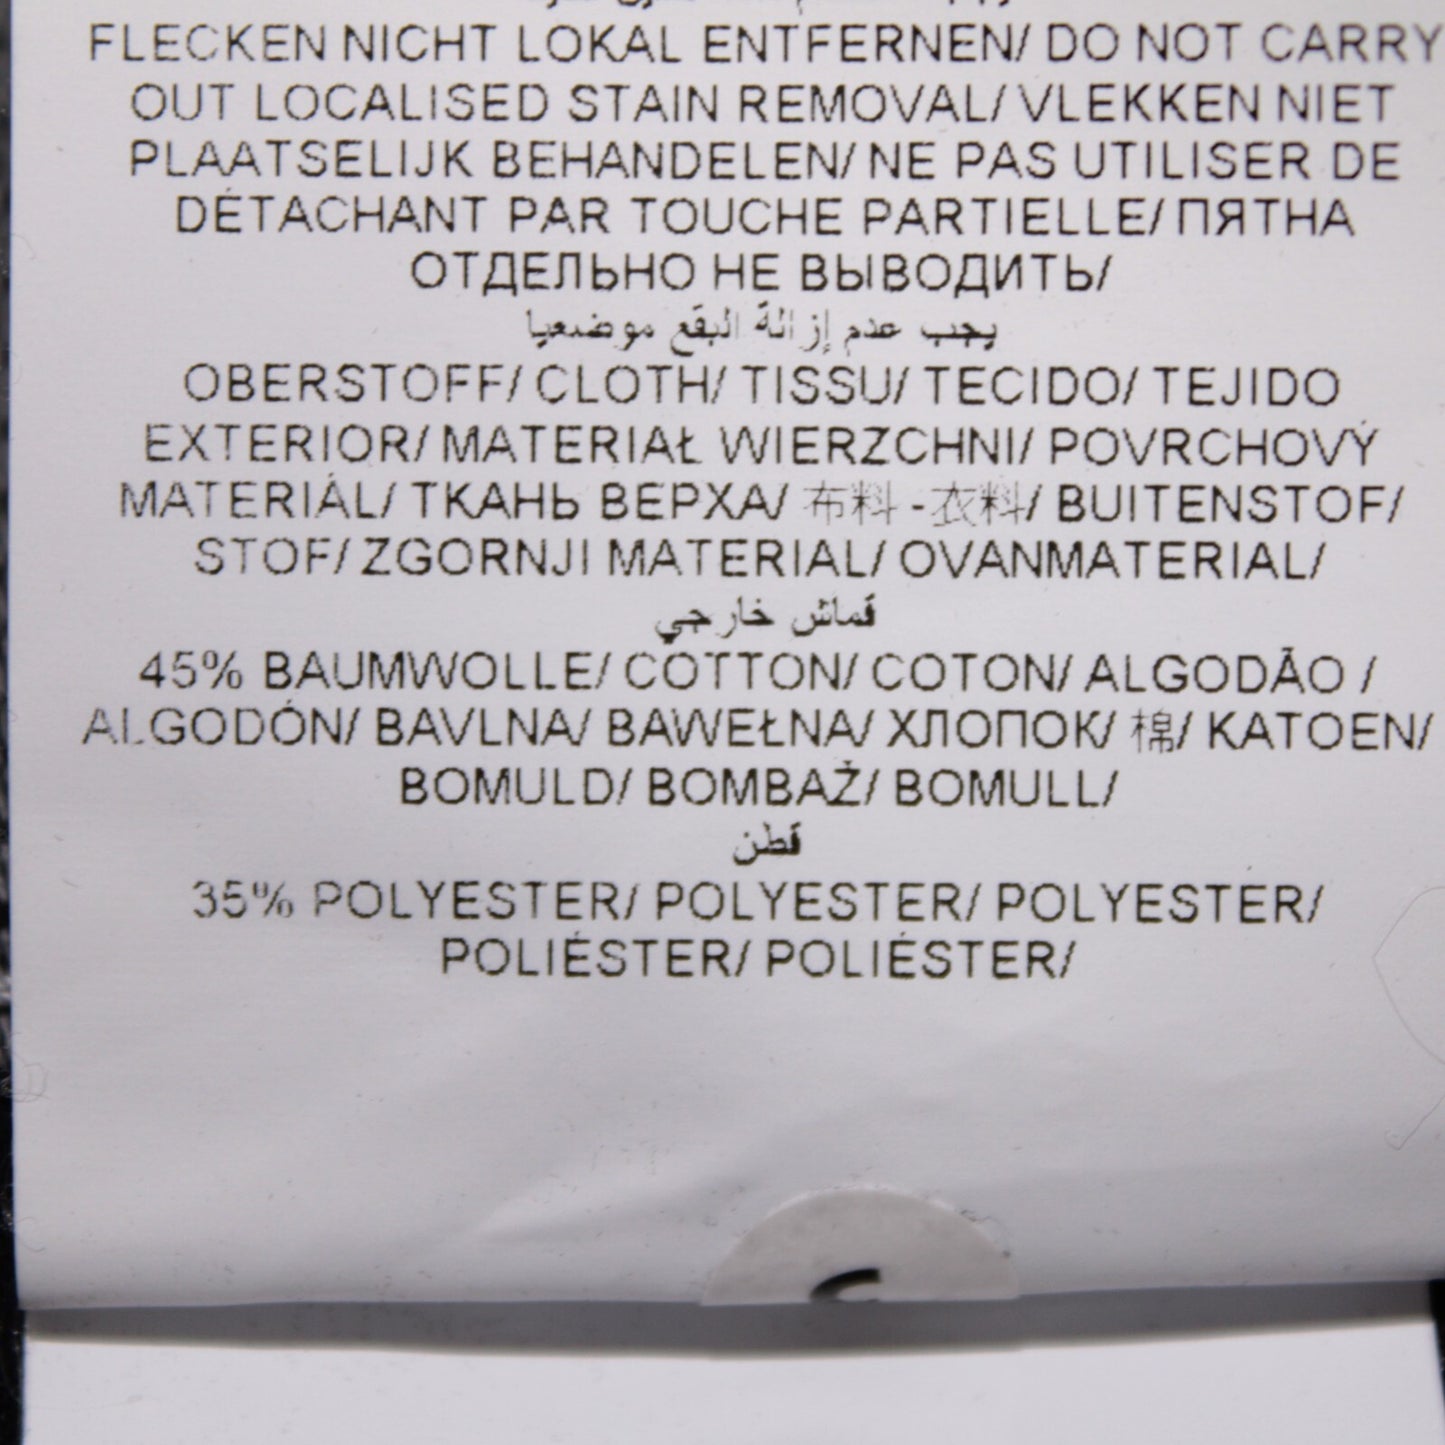 FLECKEN NICHT LOKAL ENTFERNEN/ DO NOT CARRY
OUT LOCALISED STAIN REMOVAL/ VLEKKEN NIET
PLAATSELIJK BEHANDELEN/ NE PAS UTILISER DE
DÉTACHANT PAR TOUCHE PARTIELLE/ ПЯТНА
ОТДЕЛЬНО НЕ ВЫВОДИТЬ/
يجب عدم إزالة البقع موضعيا
OBERSTOFF/ CLOTH/ TISSU/ TECIDO/ TEJIDO
EXTERIOR/ MATERIAŁ WIERZCHNI/ POVRCHOVÝ
MATERIÁL/ ТКАНЬ ВЕРХА/ 布料 - 衣料/ BUITENSTOF/
STOF/ ZGORNJI MATERIAL/ OVANMATERIAL/
قماش خارجي
45% BAUMWOLLE/ COTTON/ COTON/ ALGODÃO /
ALGODÓN/ BAVLNA/ BAWEŁNA/ ХЛОПОК/ 棉/ KATOEN/
BOMULD/ BOMBAŽ/ BOMULL/
قطن
35% POLYESTER/ POLYESTER/ POLYESTER/
POLIÉSTER/ POLIÉSTER/